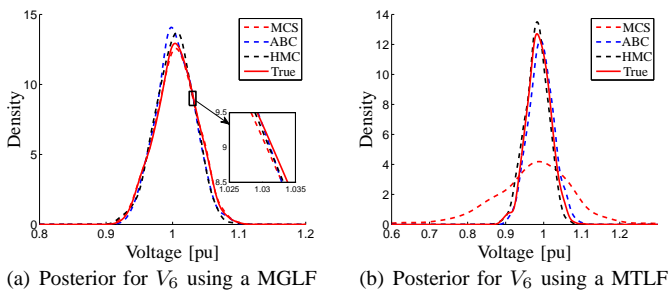 15
10
5
0
Density
0.8
0.9
1
1.1
1.2
Voltage [pu]
MCS
ABC
HMC
True
9.5
9
8.5
1.025
1.03
1.035
(a) Posterior for V₆ using a MGLF
14
12
10
8
6
4
2
0
Density
0.6
0.7
0.8
0.9
1
1.1
1.2
Voltage [pu]
MCS
ABC
HMC
True
(b) Posterior for V₆ using a MTLF